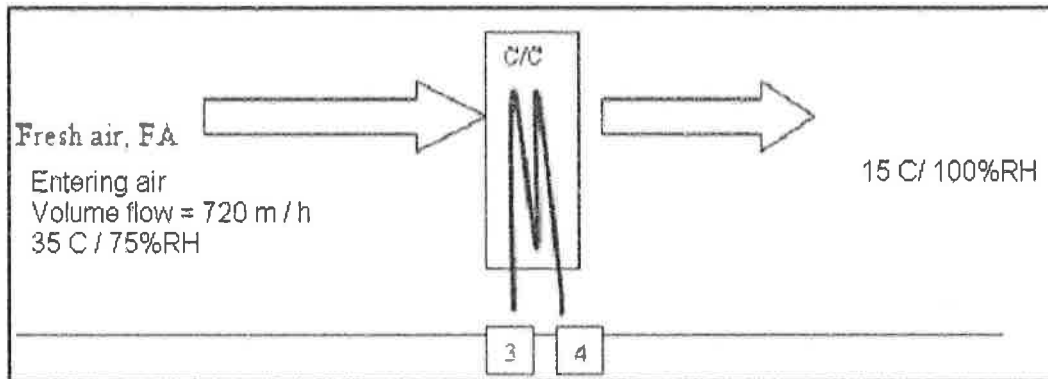 C/C
Fresh air, FA
Entering air
Volume flow = 720 m / h
35 C / 75%RH
15 C/ 100%RH
3 4